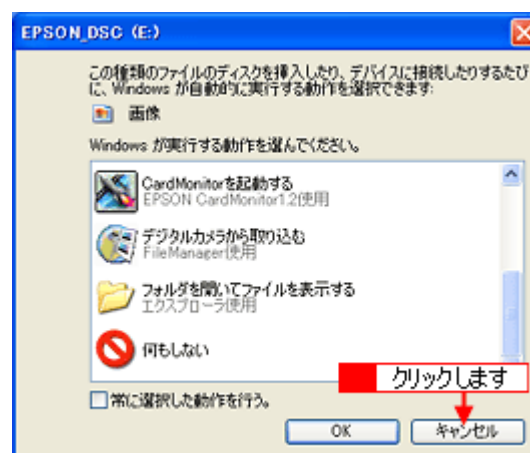 EPSON_DSC (E:)
この種類のファイルのディスクを挿入したり、デバイスに接続したりするたび
に、Windows が自動的に実行する動作を選択できます:
画像
Windows が実行する動作を選んでください。
CardMonitorを起動する
EPSON CardMonitor1.2使用
デジタルカメラから取り込む
FileManager使用
フォルダを開いてファイルを表示する
エクスプローラ使用
何もしない
クリックします
常に選択した動作を行う。
OK
キャンセル